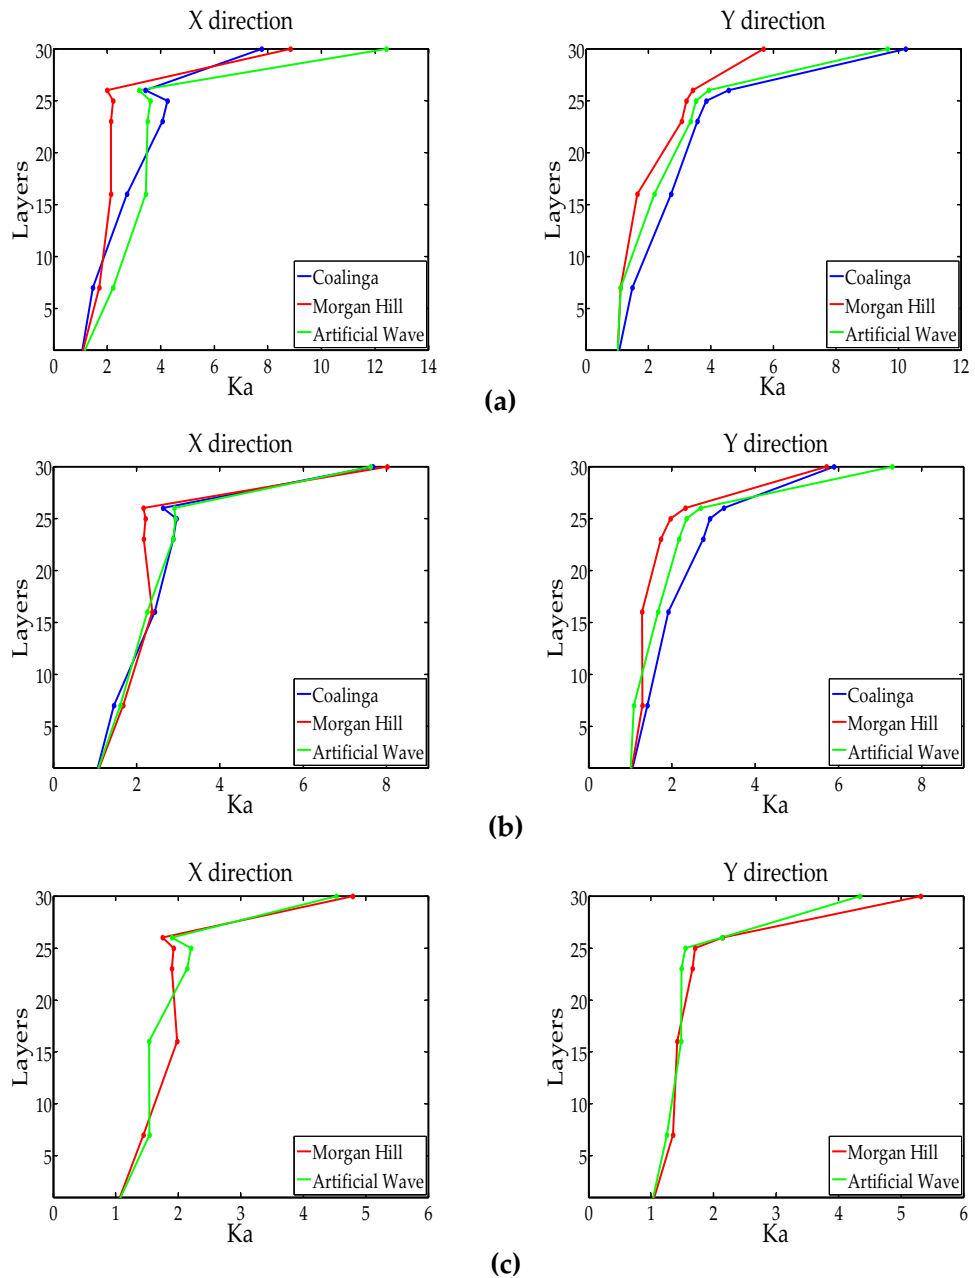 X direction
Y direction
30
25
20
15
10
5
Layers
0 2 4 6 8 10 12 14
Ka
Coalinga
Morgan Hill
Artificial Wave
30
25
20
15
10
5
Layers
0 2 4 6 8 10 12
Ka
Coalinga
Morgan Hill
Artificial Wave
(a)
X direction
Y direction
30
25
20
15
10
5
Layers
0 2 4 6 8
Ka
Coalinga
Morgan Hill
Artificial Wave
30
25
20
15
10
5
Layers
0 2 4 6 8
Ka
Coalinga
Morgan Hill
Artificial Wave
(b)
X direction
Y direction
30
25
20
15
10
5
Layers
0 1 2 3 4 5 6
Ka
Morgan Hill
Artificial Wave
30
25
20
15
10
5
Layers
0 1 2 3 4 5 6
Ka
Morgan Hill
Artificial Wave
(c)